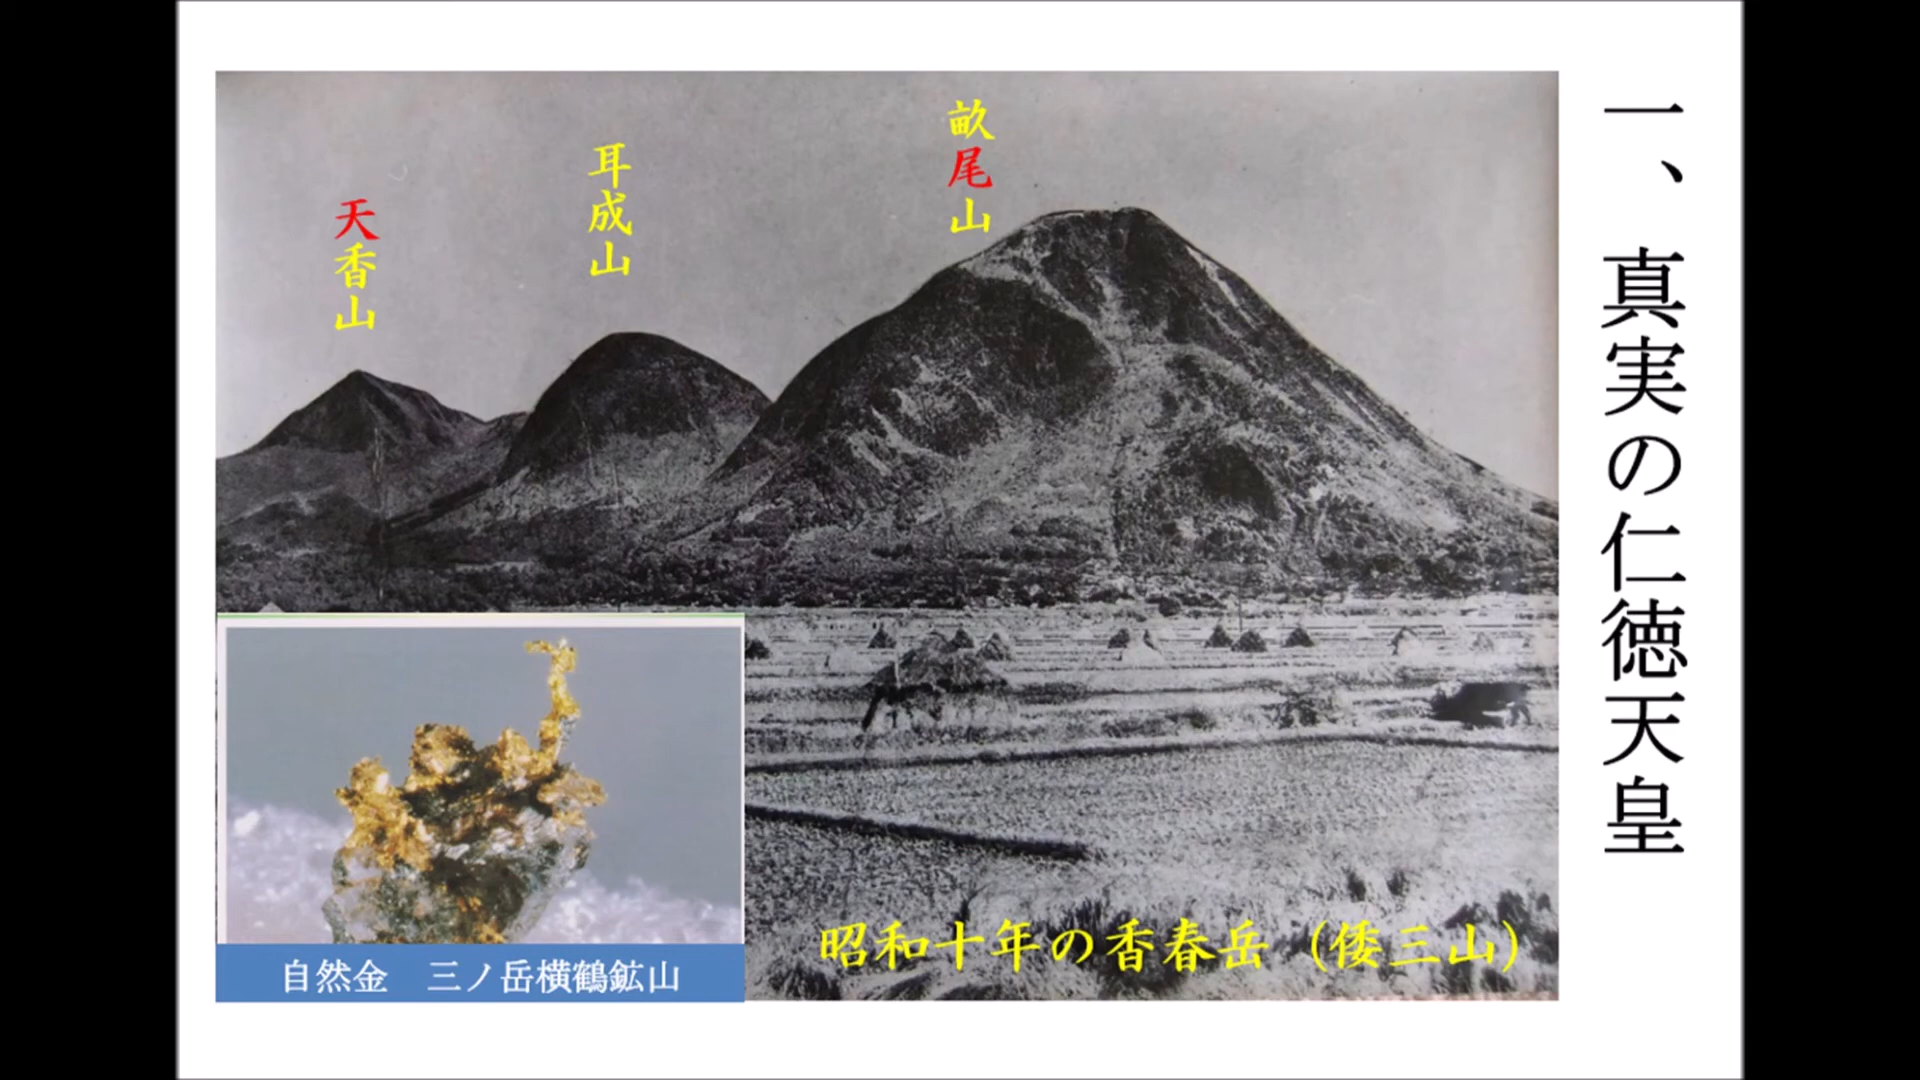 一、真実の仁徳天皇
畝尾山
耳成山
天香山
昭和十年の香春岳（倭三山）
自然金　三ノ岳横鶴鉱山